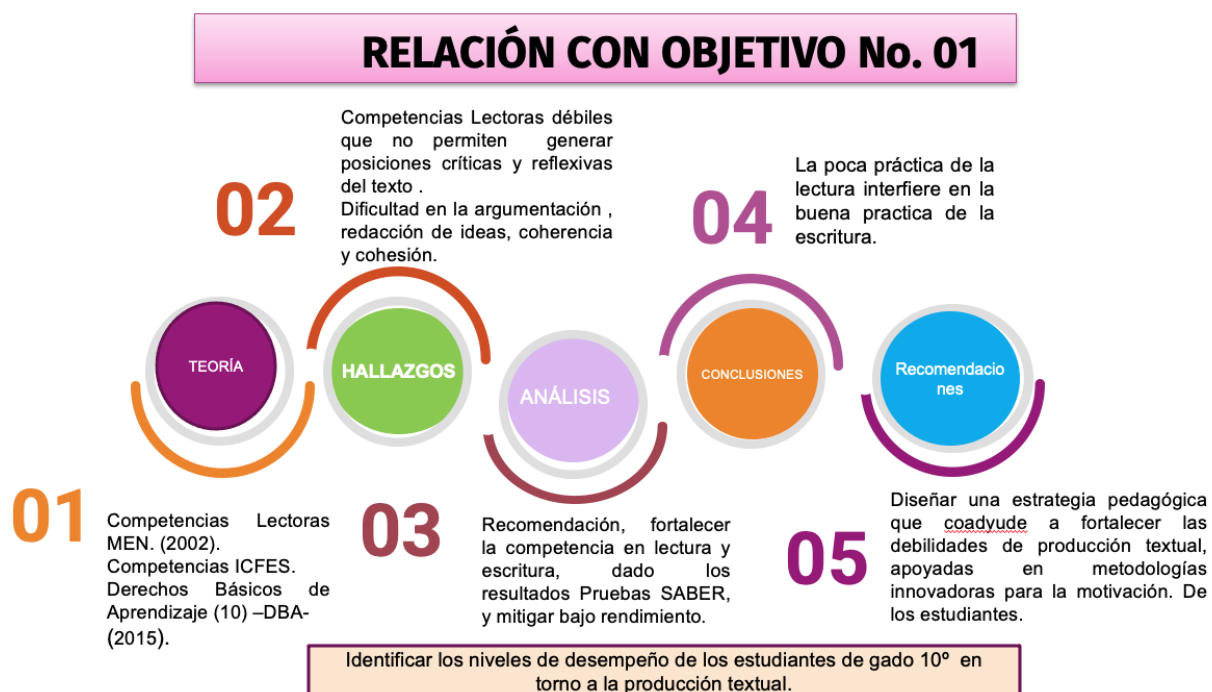 RELACIÓN CON OBJETIVO No. 01
01
TEORÍA
Competencias Lectoras
MEN. (2002).
Competencias ICFES.
Derechos Básicos de
Aprendizaje (10) –DBA-
(2015).
02
Competencias Lectoras débiles
que no permiten generar
posiciones críticas y reflexivas
del texto .
Dificultad en la argumentación ,
redacción de ideas, coherencia
y cohesión.
HALLAZGOS
03
ANÁLISIS
Recomendación, fortalecer
la competencia en lectura y
escritura, dado los
resultados Pruebas SABER,
y mitigar bajo rendimiento.
04
La poca práctica de la
lectura interfiere en la
buena practica de la
escritura.
CONCLUSIONES
05
Recomendacio
nes
Diseñar una estrategia pedagógica
que coadyude a fortalecer las
debilidades de producción textual,
apoyadas en metodologías
innovadoras para la motivación. De
los estudiantes.
Identificar los niveles de desempeño de los estudiantes de gado 10º en
torno a la producción textual.